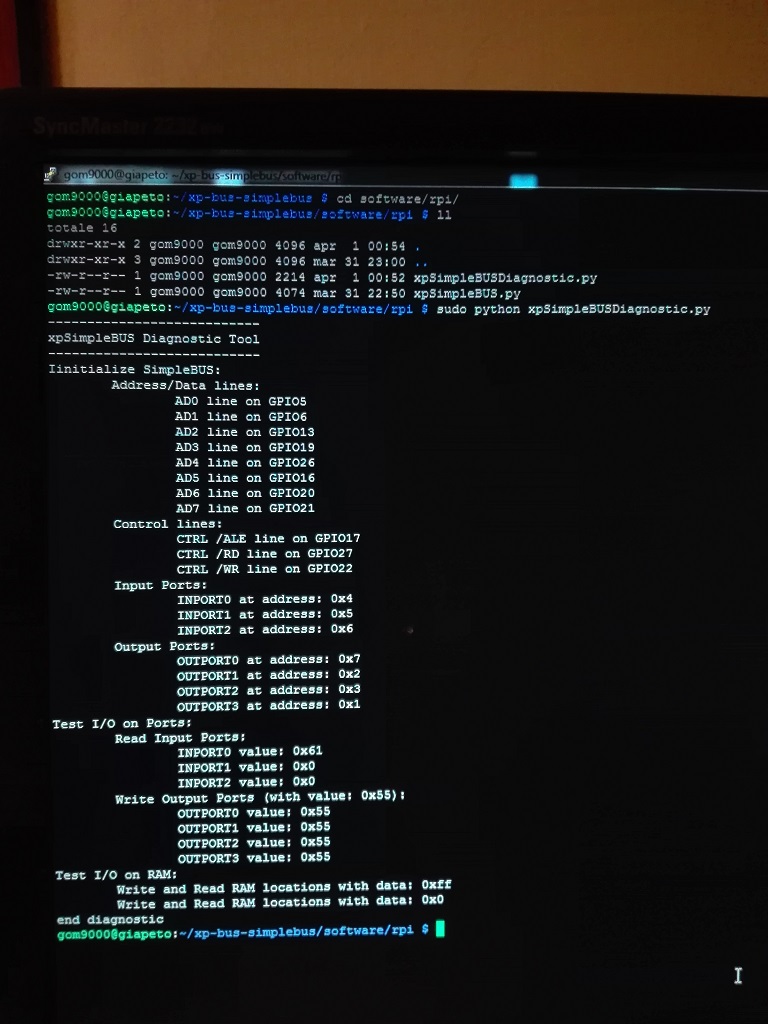 SyncMaster
gom9000@giapeto: ~/xp-bus-simplebus/software/rp
gom9000@giapeto:~/xp-bus-simplebus $ cd software/rpi/
gom9000@giapeto:~/xp-bus-simplebus/software/rpi $ ll
totale 16
drwxr-xr-x 2 gom9000 gom9000 4096 apr  1 00:54 .
drwxr-xr-x 3 gom9000 gom9000 4096 mar 31 23:00 ..
-rw-r--r-- 1 gom9000 gom9000 2214 apr  1 00:52 xpSimpleBUSDiagnostic.py
-rw-r--r-- 1 gom9000 gom9000 4074 mar 31 22:50 xpSimpleBUS.py
gom9000@giapeto:~/xp-bus-simplebus/software/rpi $ sudo python xpSimpleBUSDiagnostic.py
---------------------------
xpSimpleBUS Diagnostic Tool
---------------------------
Iinitialize SimpleBUS:
Address/Data lines:
AD0 line on GPIO5
AD1 line on GPIO6
AD2 line on GPIO13
AD3 line on GPIO19
AD4 line on GPIO26
AD5 line on GPIO16
AD6 line on GPIO20
AD7 line on GPIO21
Control lines:
CTRL /ALE line on GPIO17
CTRL /RD line on GPIO27
CTRL /WR line on GPIO22
Input Ports:
INPORT0 at address: 0x4
INPORT1 at address: 0x5
INPORT2 at address: 0x6
Output Ports:
OUTPORT0 at address: 0x7
OUTPORT1 at address: 0x2
OUTPORT2 at address: 0x3
OUTPORT3 at address: 0x1
Test I/O on Ports:
Read Input Ports:
INPORT0 value: 0x61
INPORT1 value: 0x0
INPORT2 value: 0x0
Write Output Ports (with value: 0x55):
OUTPORT0 value: 0x55
OUTPORT1 value: 0x55
OUTPORT2 value: 0x55
OUTPORT3 value: 0x55
Test I/O on RAM:
Write and Read RAM locations with data: 0xff
Write and Read RAM locations with data: 0x0
end diagnostic
gom9000@giapeto:~/xp-bus-simplebus/software/rpi $